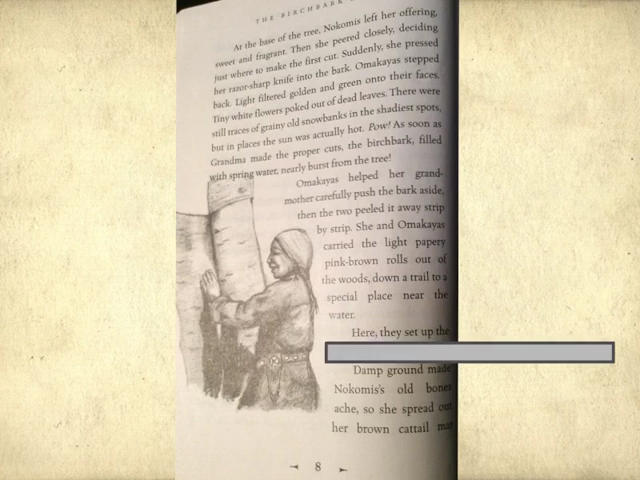 THE BIRCHBARK
At the base of the tree, Nokomis left her offering,
sweet and fragrant. Then she peered closely, deciding
just where to make the first cut. Suddenly, she pressed
her razor-sharp knife into the bark. Omakayas stepped
back. Light filtered golden and green onto their faces.
Tiny white flowers poked out of dead leaves. There were
still traces of grainy old snowbanks in the shadiest spots,
but in places the sun was actually hot. Pow! As soon as
Grandma made the proper cuts, the birchbark, filled
with spring water, nearly burst from the tree!
Omakayas helped her grand-
mother carefully push the bark aside,
then the two peeled it away strip
by strip. She and Omakayas
carried the light papery
pink-brown rolls out of
the woods, down a trail to a
special place near the
water.
Here, they set up the
Damp ground made
Nokomis's old bones
ache, so she spread out
her brown cattail
8